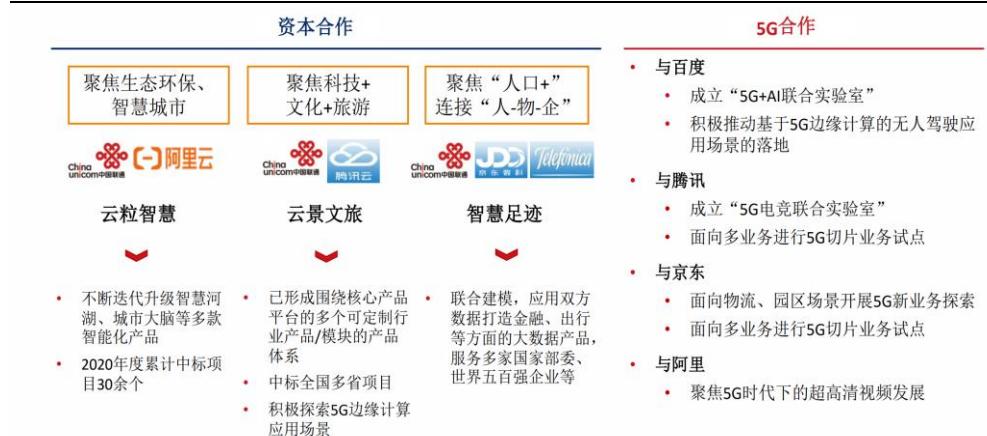 资本合作
聚焦生态环保、
智慧城市
China
unicom中国联通
阿里云
云粒智慧
不断迭代升级智慧河
湖、城市大脑等多款
智能化产品
2020年度累计中标项
目30余个
聚焦科技+
文化+旅游
China
unicom中国联通
腾讯云
云景文旅
已形成围绕核心产品
平台的多个可定制行
业产品/模块的产品
体系
中标全国多省项目
积极探索5G边缘计算
应用场景
聚焦“人口+”
连接“人-物-企”
China
unicom中国联通
JDD
京东数科
Telefónica
智慧足迹
联合建模，应用双方
数据打造金融、出行
等方面的大数据产品，
服务多家国家部委、
世界五百强企业等
5G合作
与百度
成立“5G+AI联合实验室”
积极推动基于5G边缘计算的无人驾驶应
用场景的落地
与腾讯
成立“5G电竞联合实验室”
面向多业务进行5G切片业务试点
与京东
面向物流、园区场景开展5G新业务探索
面向多业务进行5G切片业务试点
与阿里
聚焦5G时代下的超高清视频发展